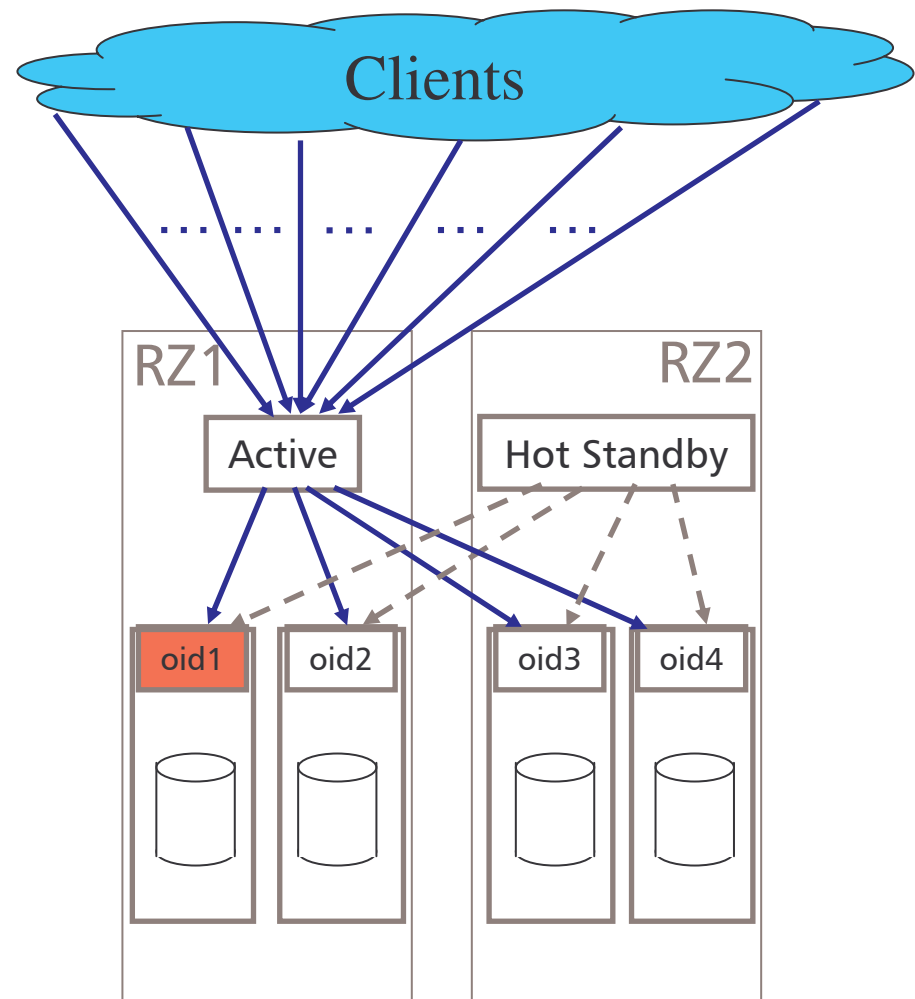 Clients
RZ1
RZ2
Active
Hot Standby
oid1
oid2
oid3
oid4